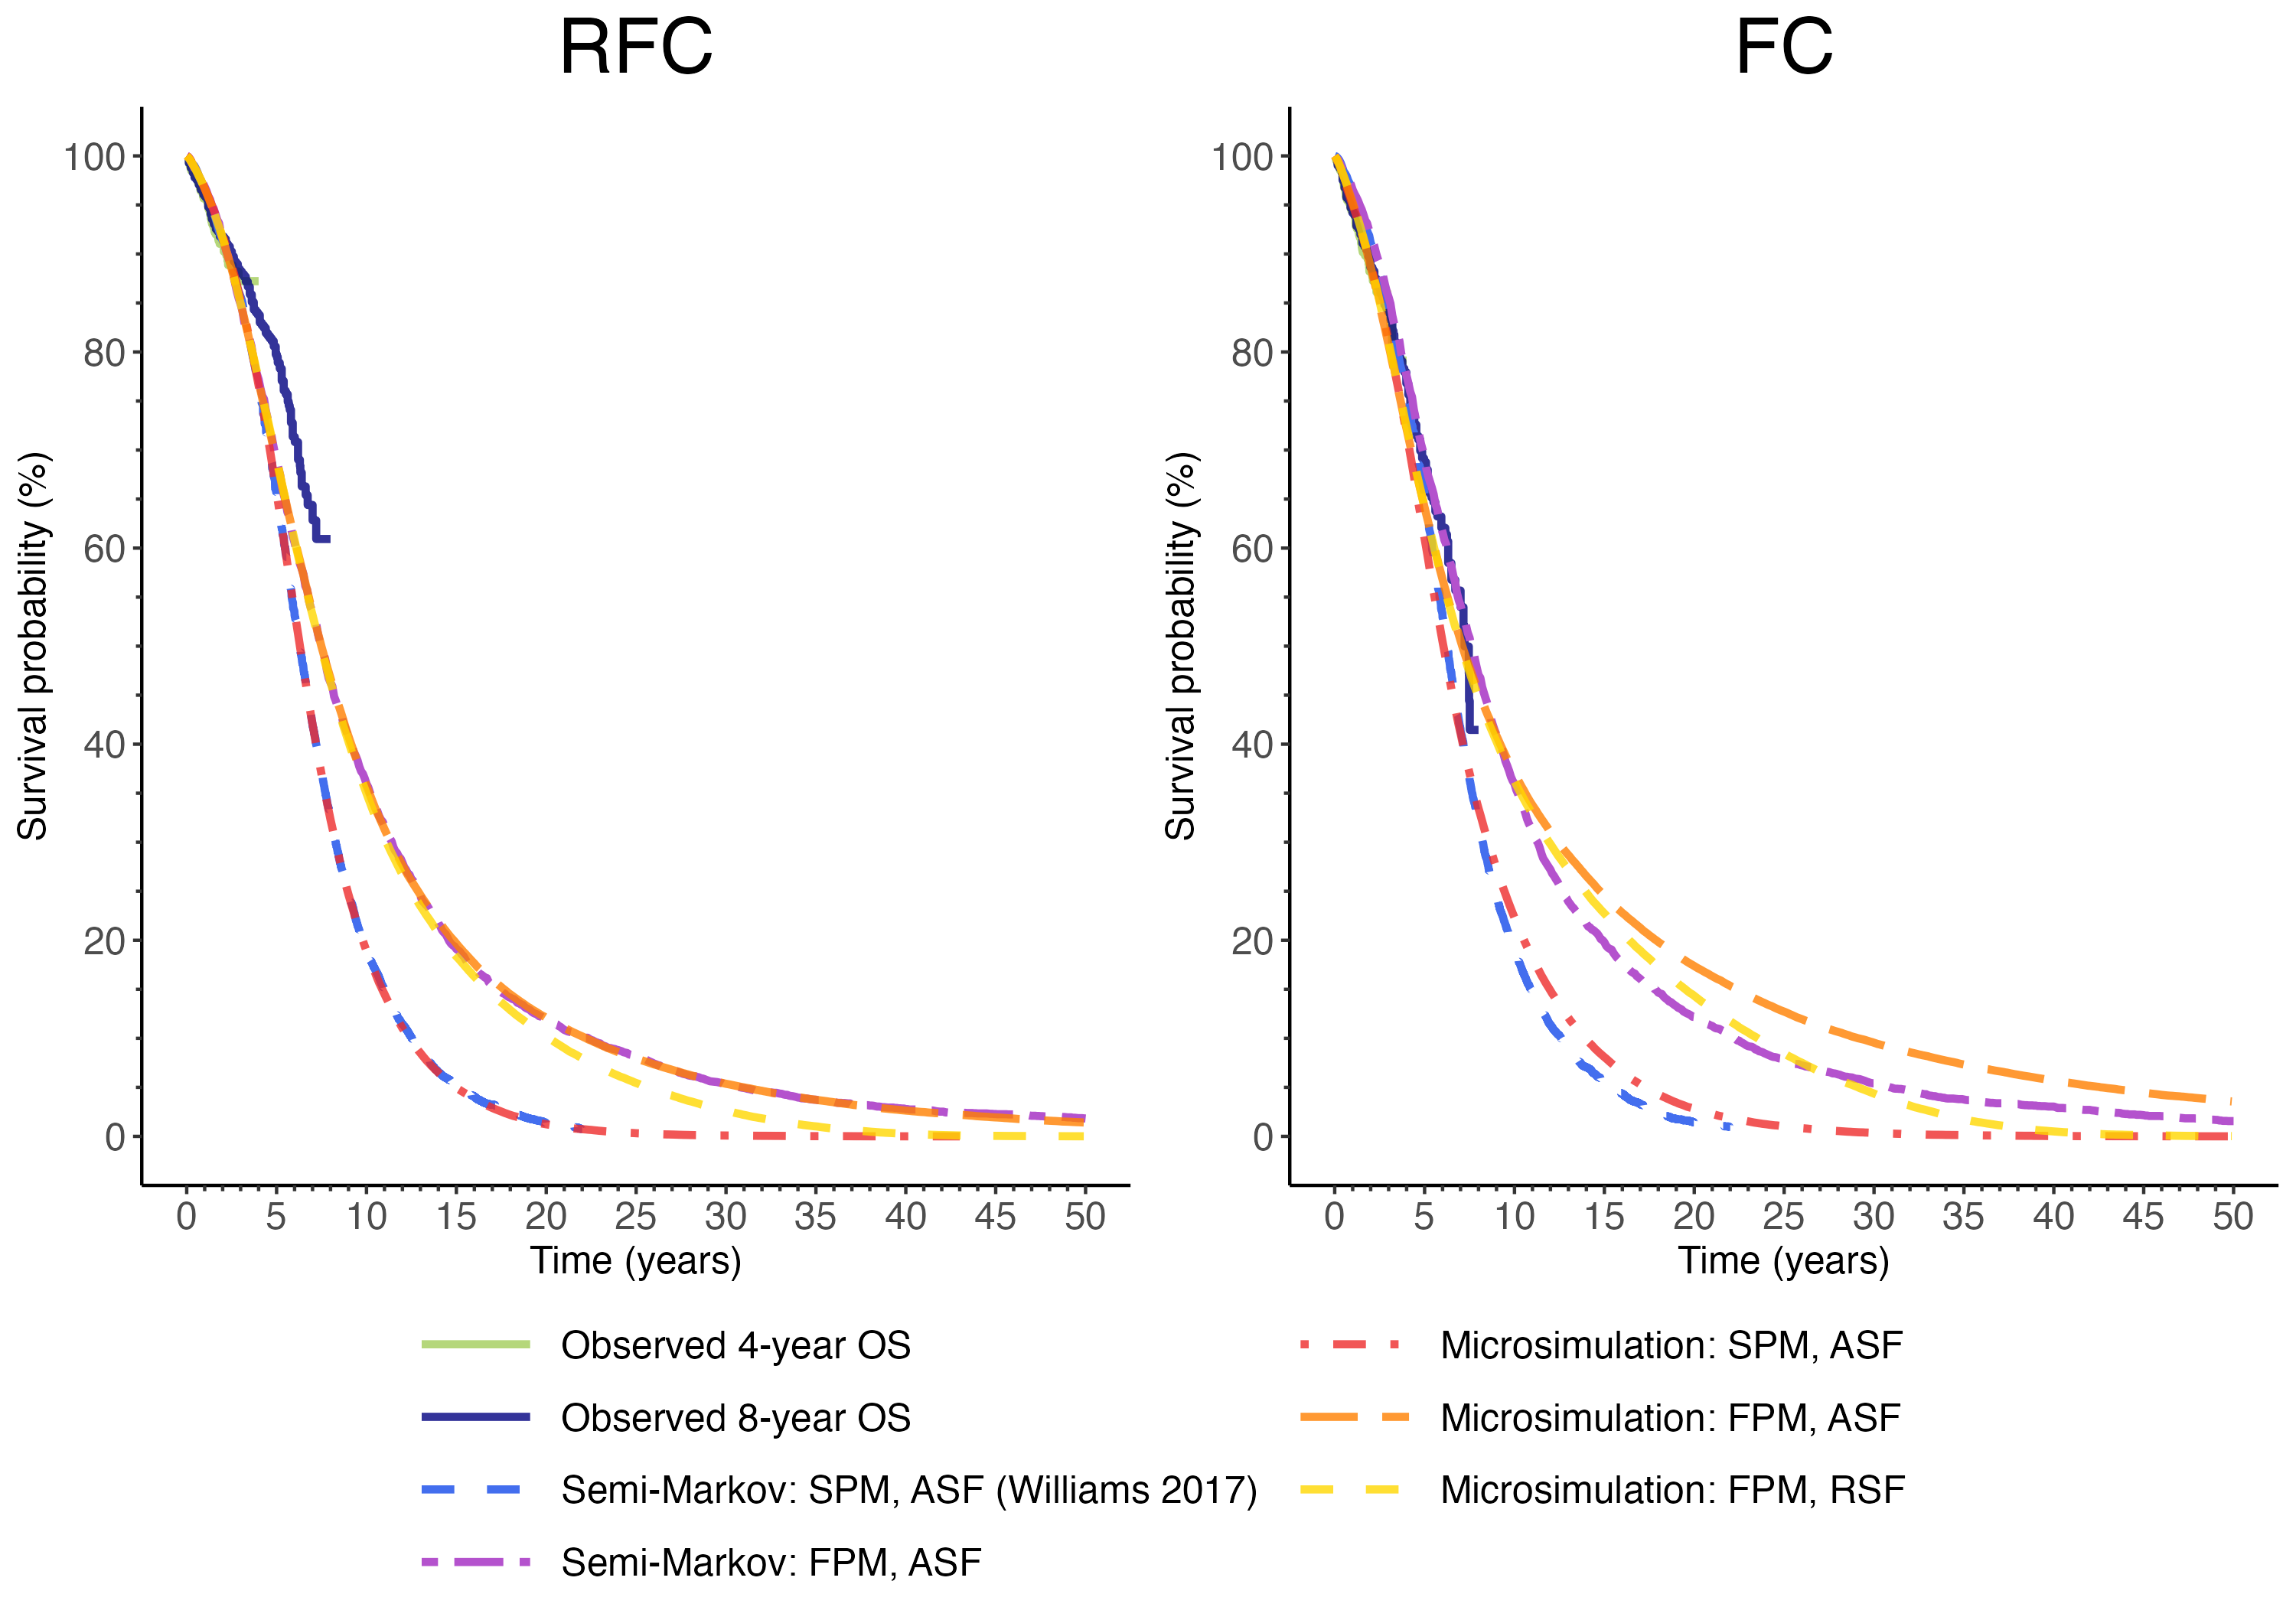 RFC
FC
Survival probability (%)
100
80
60
40
20
0
0 5 10 15 20 25 30 35 40 45 50
Time (years)
Survival probability (%)
100
80
60
40
20
0
0 5 10 15 20 25 30 35 40 45 50
Time (years)
Observed 4-year OS
Observed 8-year OS
Semi-Markov: SPM, ASF (Williams 2017)
Semi-Markov: FPM, ASF
Microsimulation: SPM, ASF
Microsimulation: FPM, ASF
Microsimulation: FPM, RSF